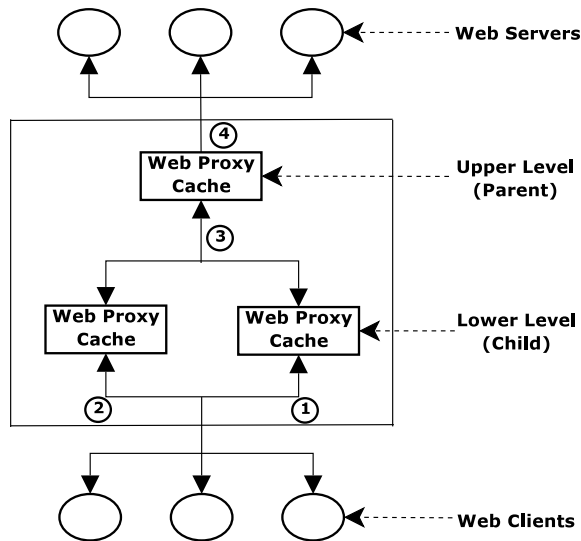 Web Servers
4
Web Proxy
Cache
Upper Level
(Parent)
3
Web Proxy
Cache
Web Proxy
Cache
Lower Level
(Child)
2
1
Web Clients